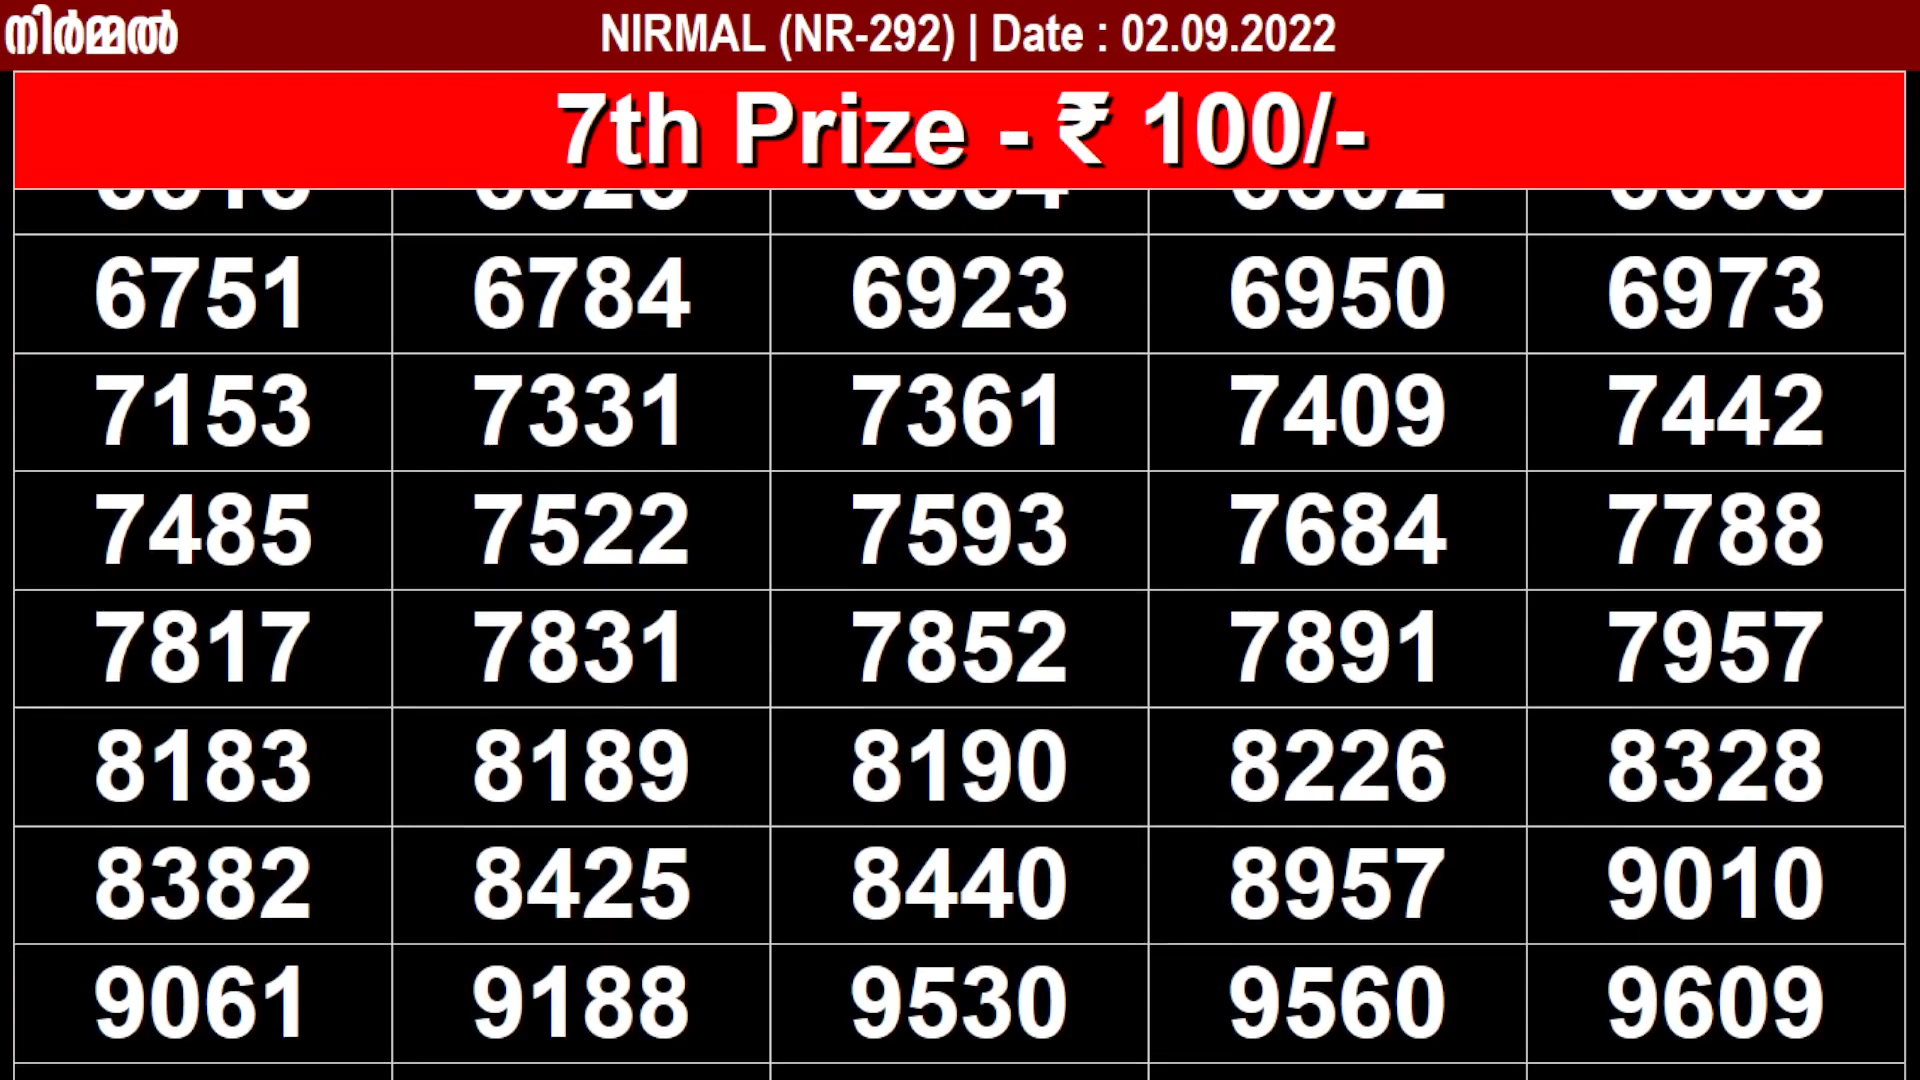 നിർമ്മൽ
NIRMAL (NR-292) | Date : 02.09.2022
7th Prize - ₹ 100/-
6751 6784 6923 6950 6973
7153 7331 7361 7409 7442
7485 7522 7593 7684 7788
7817 7831 7852 7891 7957
8183 8189 8190 8226 8328
8382 8425 8440 8957 9010
9061 9188 9530 9560 9609